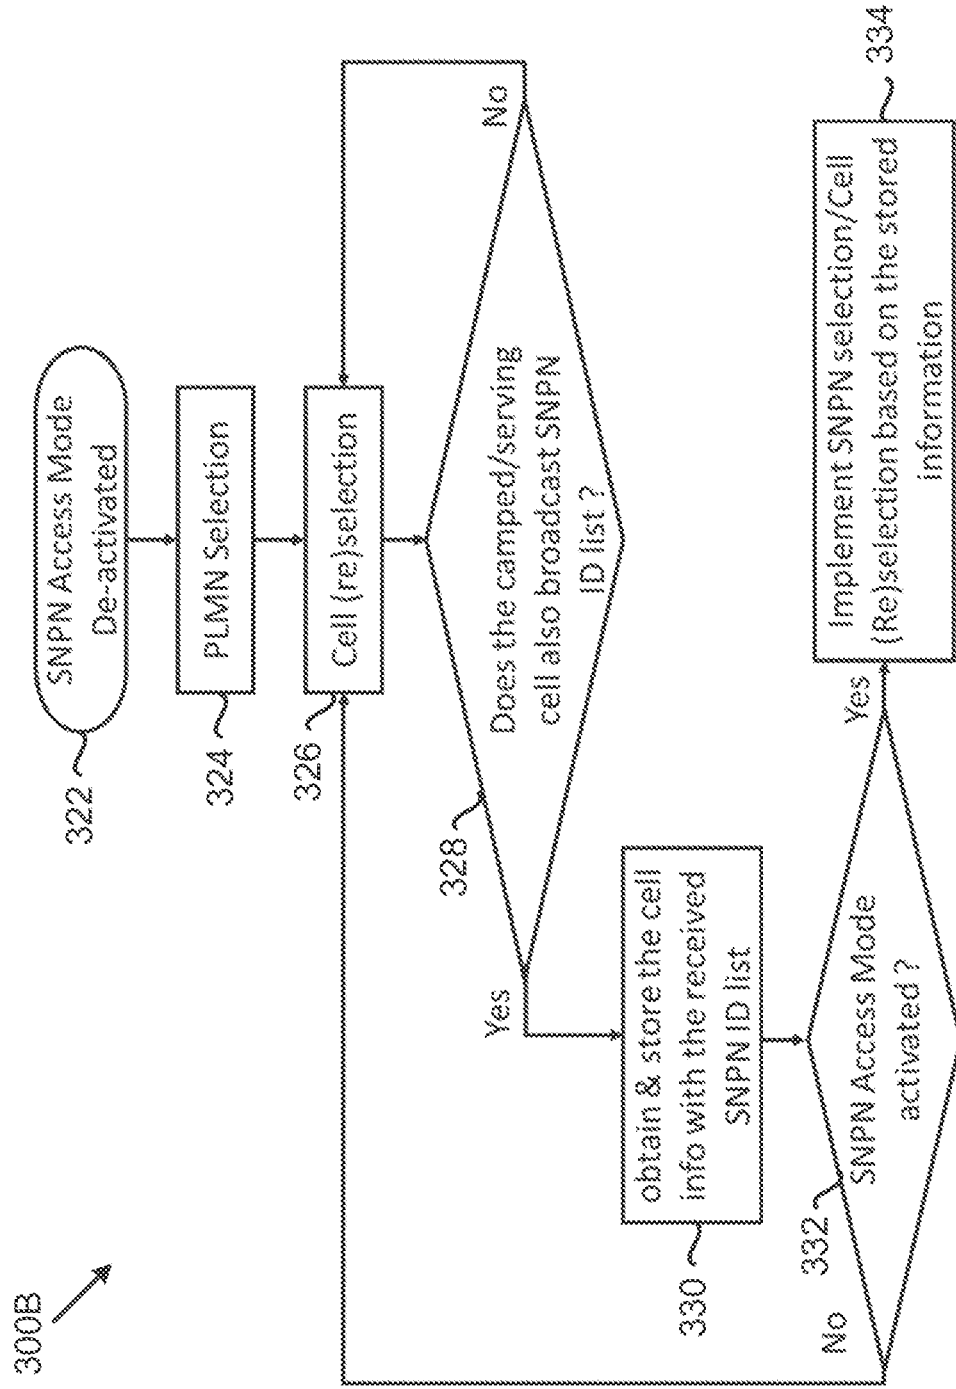 300B
SNPN Access Mode
De-activated
322
PLMN Selection
324
Cell (re)selection
326
Does the camped/serving
cell also broadcast SNPN
ID list ?
328
No
Yes
obtain & store the cell
info with the received
SNPN ID list
330
SNPN Access Mode
activated ?
332
No
Yes
Implement SNPN selection/Cell
(Re)selection based on the stored
information
334